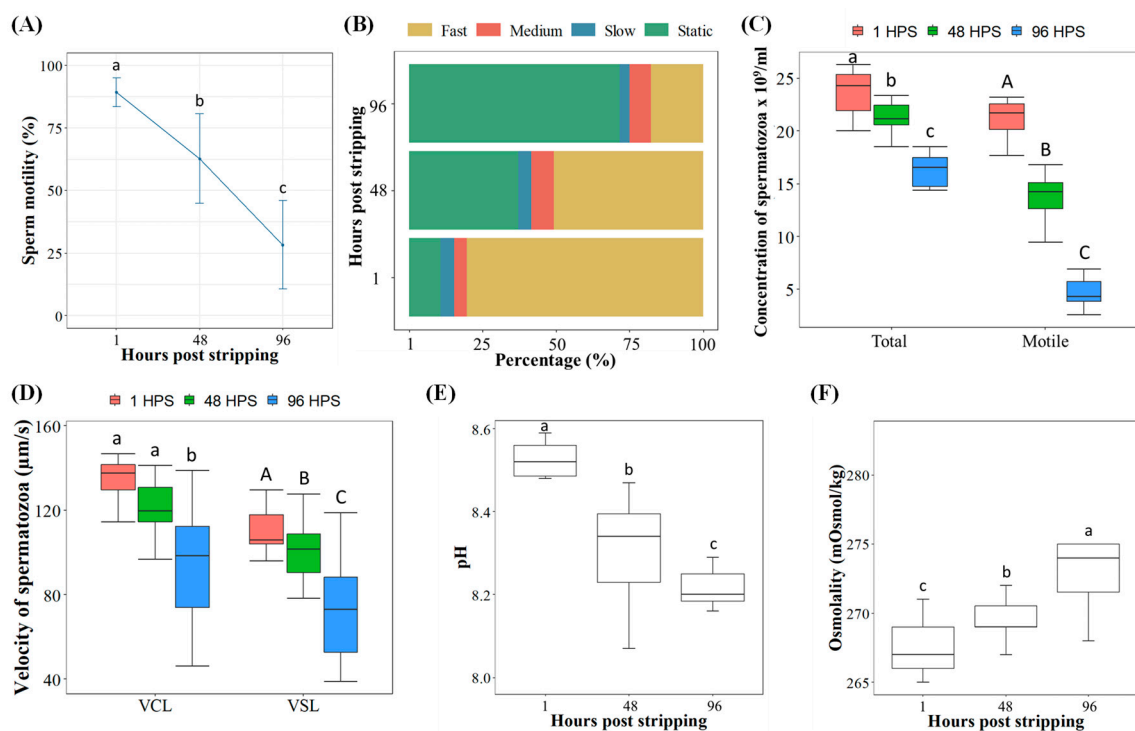 (A)
a
b
c
100
75
50
25
0
Sperm motility (%)
1 48 96
Hours post stripping
(B)
Fast Medium Slow Static
Hours post stripping
96
48
1
1 25 50 75 100
Percentage (%)
(C)
1 HPS 48 HPS 96 HPS
a
b
c
A
B
C
25
20
15
10
5
Concentration of spermatozoa x 10⁹/ml
Total Motile
(D)
1 HPS 48 HPS 96 HPS
a a b
A B C
160
120
80
40
Velocity of spermatozoa (µm/s)
VCL VSL
(E)
a
b
c
8.6
8.4
8.2
8.0
pH
1 48 96
Hours post stripping
(F)
c
b
a
280
275
270
265
Osmolality (mOsmol/kg)
1 48 96
Hours post stripping